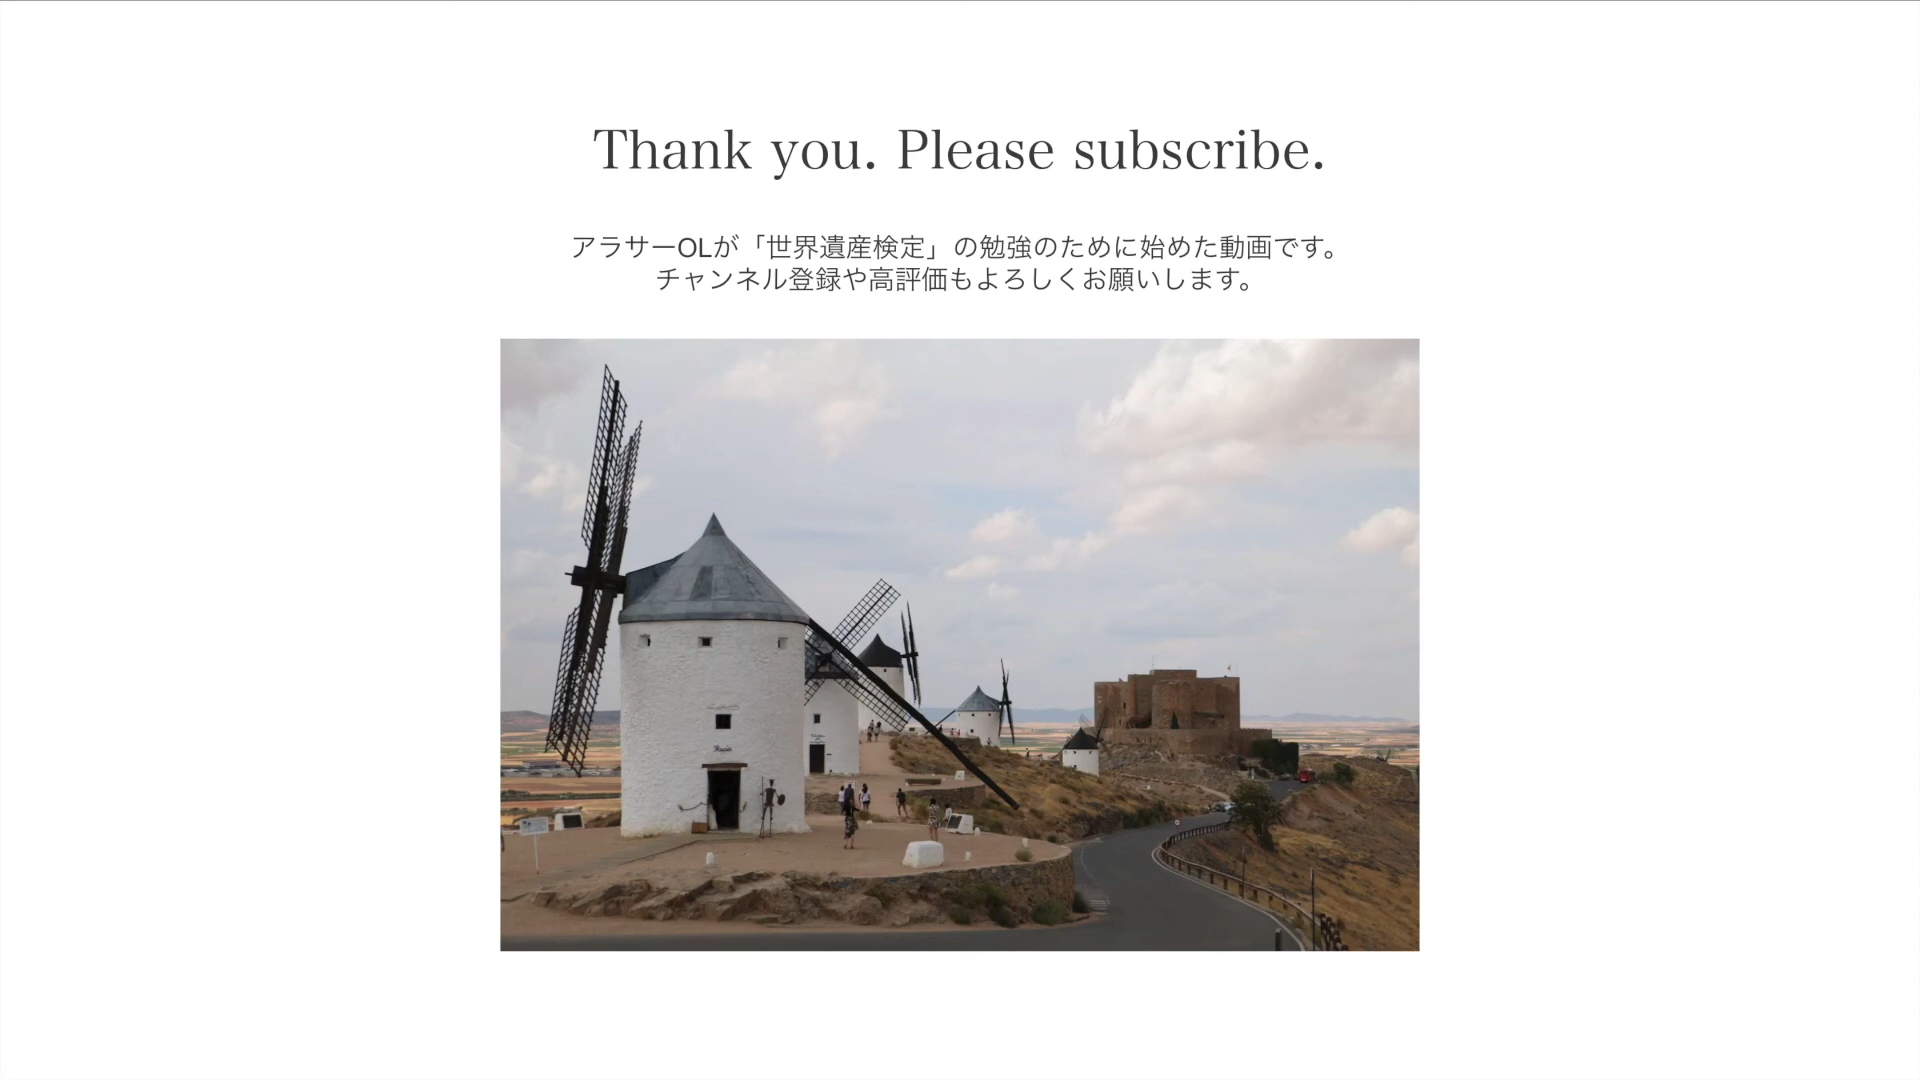 Thank you. Please subscribe.
アラサーOLが「世界遺産検定」の勉強のために始めた動画です。
チャンネル登録や高評価もよろしくお願いします。